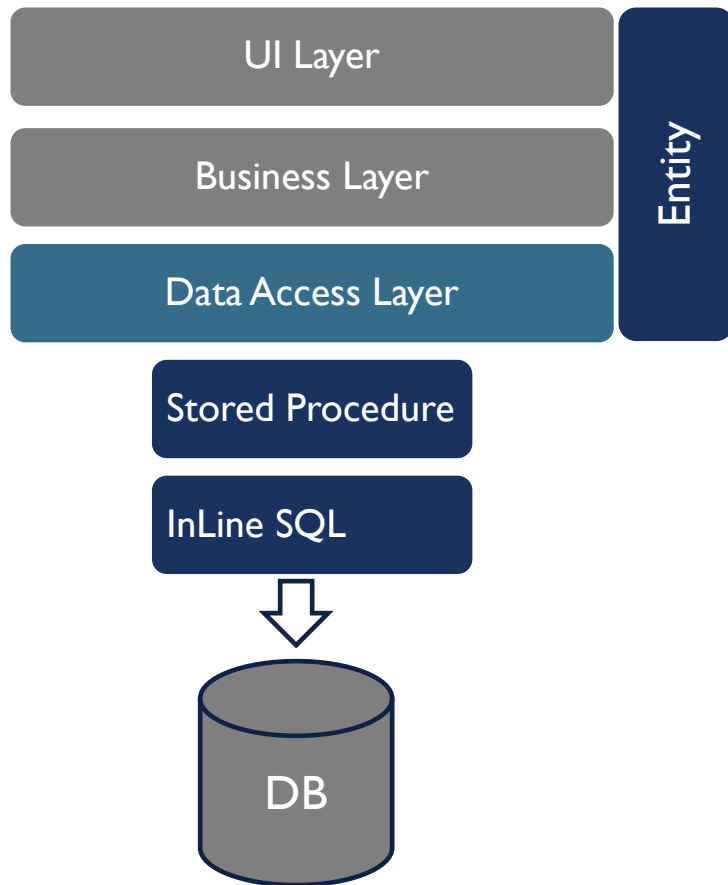 UI Layer
Business Layer
Entity
Data Access Layer
Stored Procedure
InLine SQL
DB